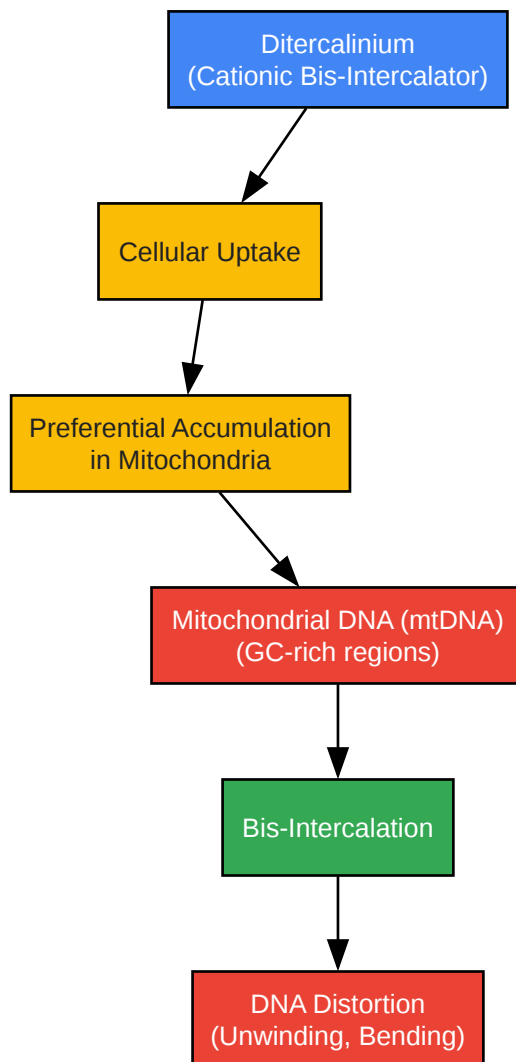 Ditercalinium
(Cationic Bis-Intercalator)
Cellular Uptake
Preferential Accumulation
in Mitochondria
Mitochondrial DNA (mtDNA)
(GC-rich regions)
Bis-Intercalation
DNA Distortion
(Unwinding, Bending)